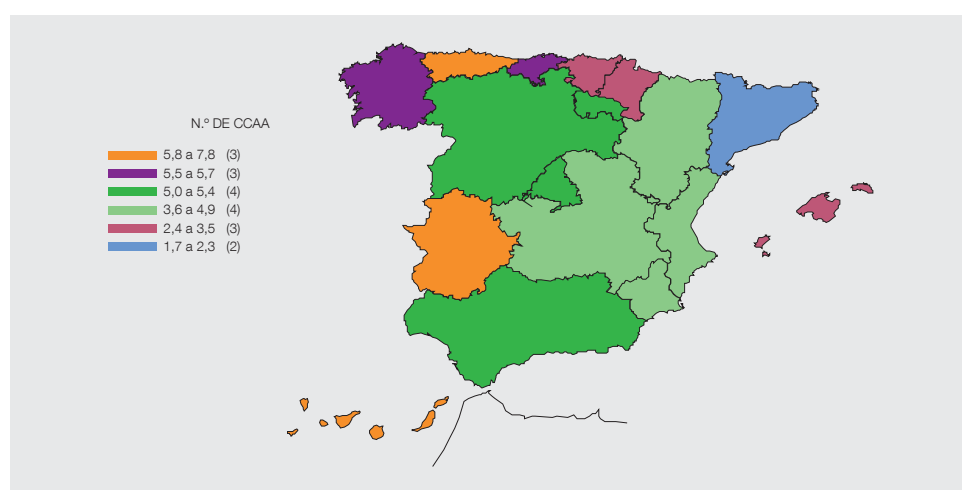 N.º DE CCAA
5,8 a 7,8 (3)
5,5 a 5,7 (3)
5,0 a 5,4 (4)
3,6 a 4,9 (4)
2,4 a 3,5 (3)
1,7 a 2,3 (2)